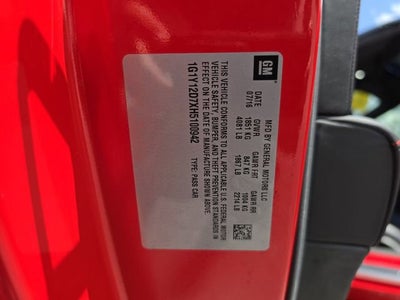 GM
MFD BY GENERAL MOTORS LLC
DATE GVWR GAWR FRT GAWR RR
07/16 1851 KG 847 KG 1004 KG
4081 LB 1867 LB 2214 LB
THIS VEHICLE CONFORMS TO ALL APPLICABLE U.S. FEDERAL MOTOR
VEHICLE SAFETY, BUMPER, AND THEFT PREVENTION STANDARDS IN
EFFECT ON THE DATE OF MANUFACTURE SHOWN ABOVE.
1G1Y12D7XH5100942 TYPE: PASS CAR